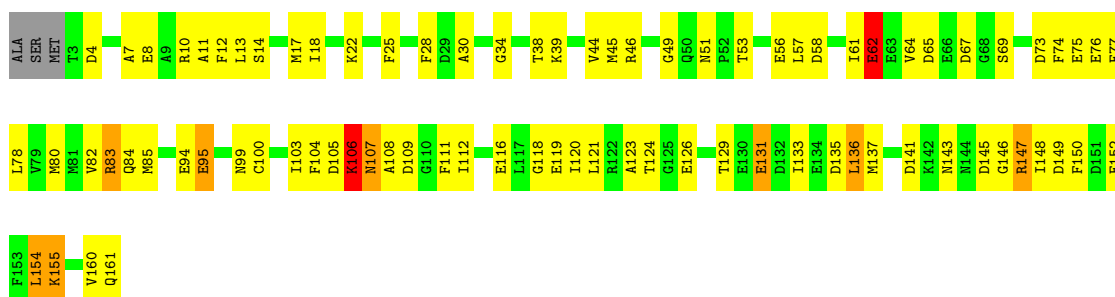 ALA SER MET T3 D4 A7 E8 A9 R10 A11 F12 L13 S14 M17 I18 K22 F25 F28 D29 A30 G34 T38 K39 V44 M45 R46 G49 Q50 N51 P52 T53 E56 L57 D58 I61 E62 E63 V64 D65 E66 D67 G68 S69 D73 F74 E75 E76
L78 V79 M80 M81 V82 R83 Q84 M85 E94 E95 N99 C100 I103 F104 D105 K106 N107 A108 D109 G110 F111 I112 E116 L117 G118 E119 I120 L121 R122 A123 T124 G125 E126 T129 E130 E131 D132 I133 E134 D135 L136 M137 D141 K142 N143 N144 D145 G146 R147 I148 D149 F150 D151
F153 L154 K155 V160 Q161